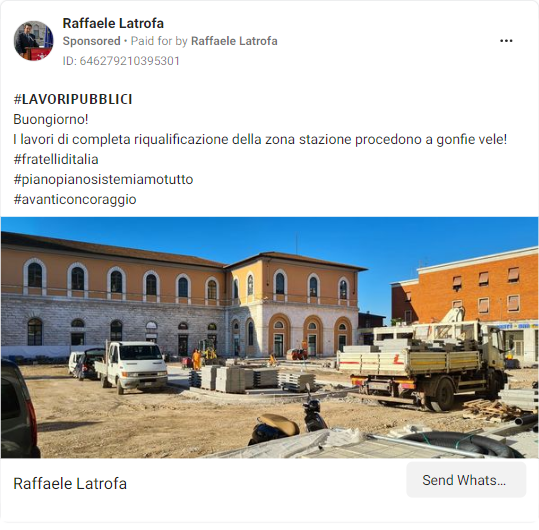 Raffaele Latrofa
Sponsored • Paid for by Raffaele Latrofa
ID: 646279210395301
#LAVORIPUBBLICI
Buongiorno!
I lavori di completa riqualificazione della zona stazione procedono a gonfie vele!
#fratelliditalia
#pianopianosistemiamotutto
#avanticoncoraggio
Raffaele Latrofa
Send Whats...